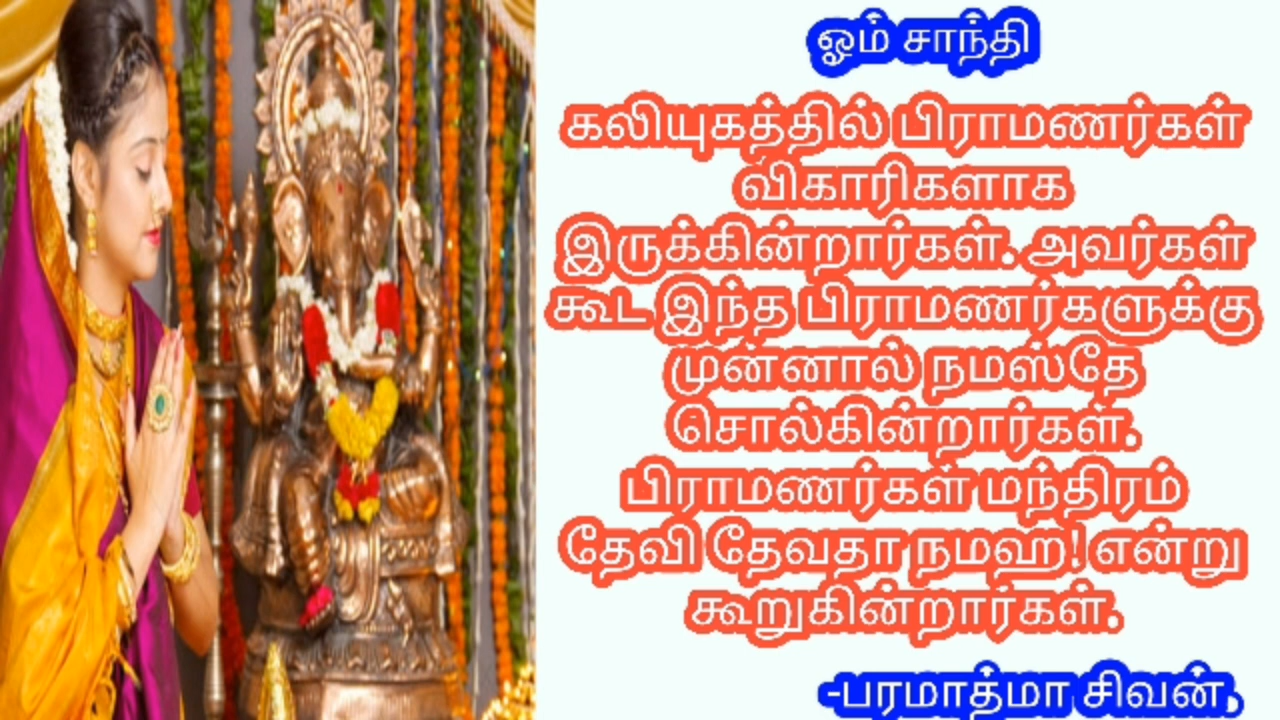 ஓம் சாந்தி
கலியுகத்தில் பிராமணர்கள்
விகாரிகளாக
இருக்கின்றார்கள். அவர்கள்
கூட இந்த பிராமணர்களுக்கு
முன்னால் நமஸ்தே
சொல்கின்றார்கள்.
பிராமணர்கள் மந்திரம்
தேவி தேவதா நமஹ! என்று
கூறுகின்றார்கள்.
-பரமாத்மா சிவன்,